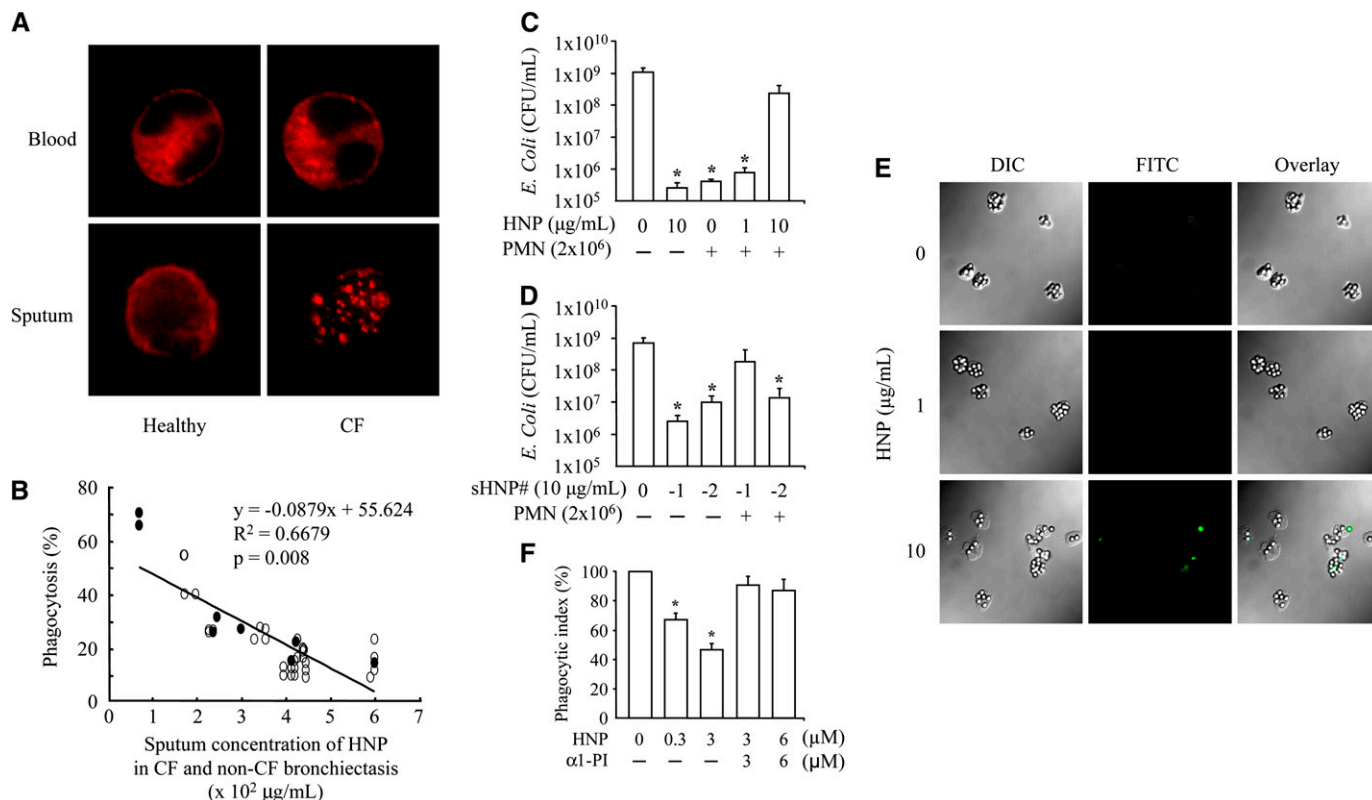 A
Blood
Sputum
Healthy
CF
B
Phagocytosis (%)
80
60
40
20
0
y = -0.0879x + 55.624
R² = 0.6679
p = 0.008
0 1 2 3 4 5 6 7
Sputum concentration of HNP
in CF and non-CF bronchiectasis
(x 10² µg/mL)
C
E. Coli (CFU/mL)
1x10¹⁰
1x10⁹
1x10⁸
1x10⁷
1x10⁶
1x10⁵
* * *
HNP (µg/mL) 0 10 0 1 10
PMN (2x10⁶) — — + + +
D
E. Coli (CFU/mL)
1x10¹⁰
1x10⁹
1x10⁸
1x10⁷
1x10⁶
1x10⁵
* * *
sHNP# (10 µg/mL) 0 -1 -2 -1 -2
PMN (2x10⁶) — — — + +
F
Phagocytic index (%)
100
80
60
40
20
0
* *
HNP 0 0.3 3 3 6 (µM)
α1-PI — — — 3 6 (µM)
E
DIC FITC Overlay
HNP (µg/mL)
0
1
10